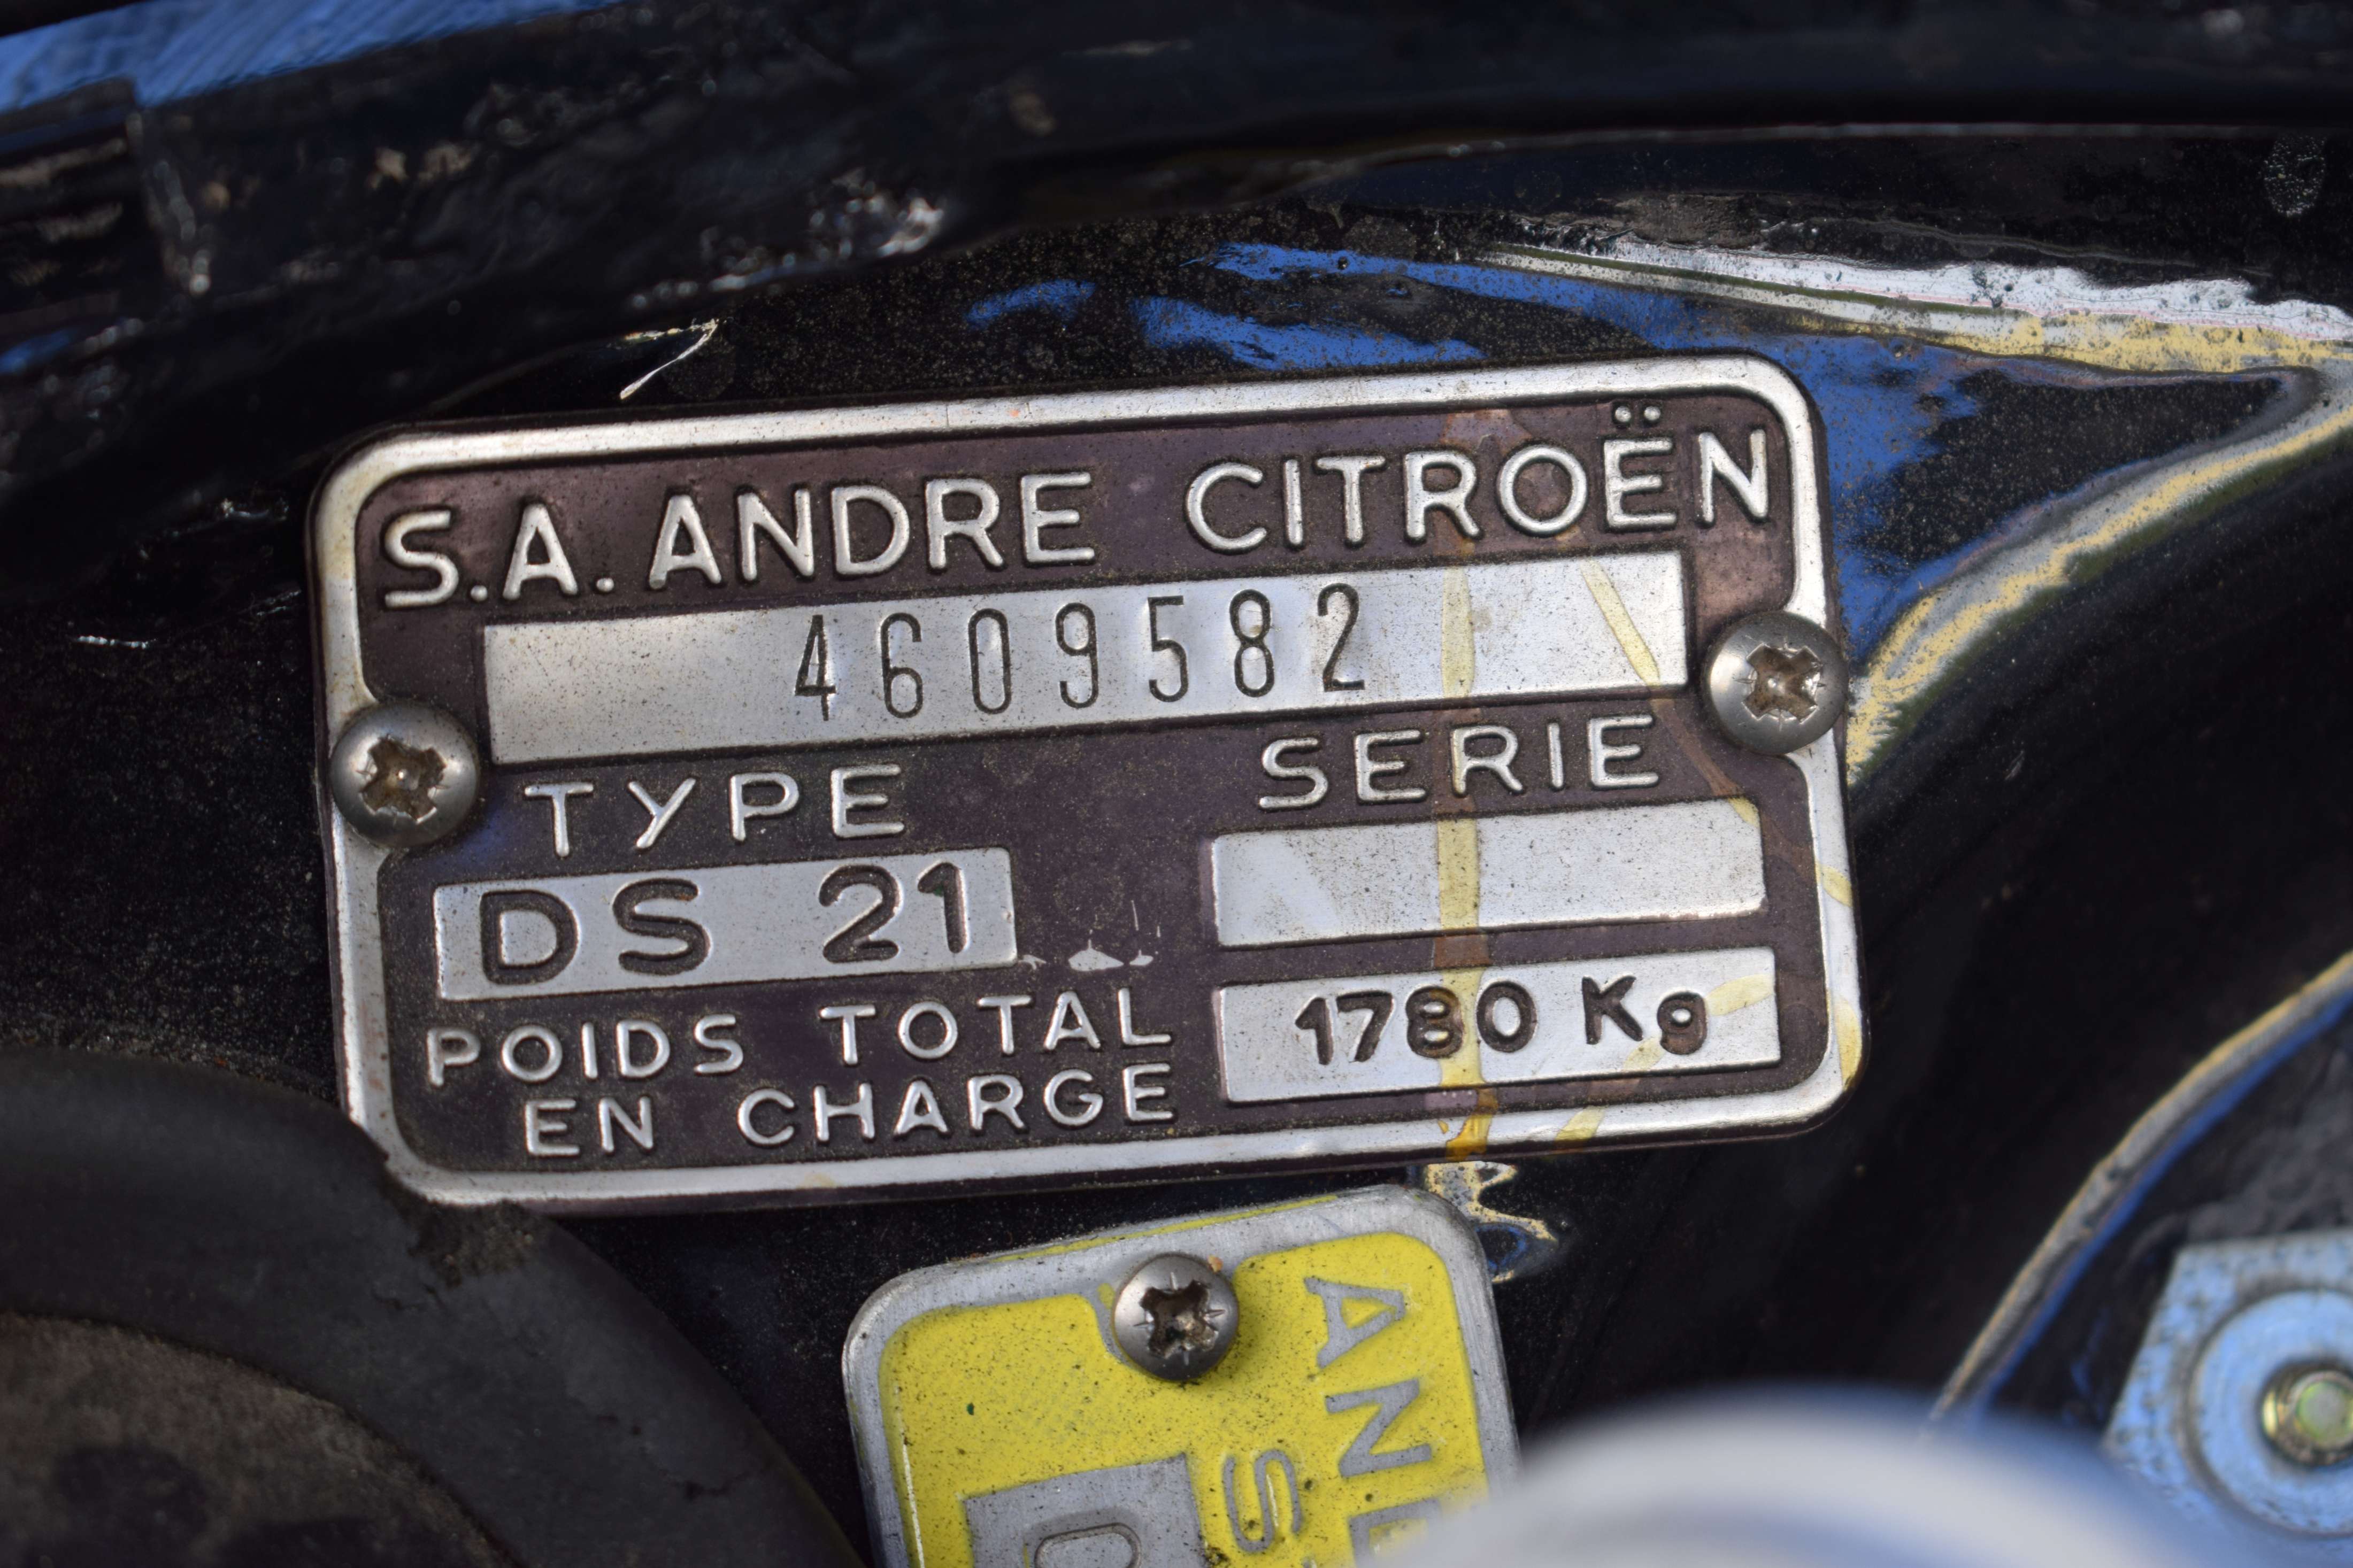 S.A. ANDRE CITROËN
4609582
TYPE SERIE
DS 21
POIDS TOTAL
EN CHARGE
1780 Kg